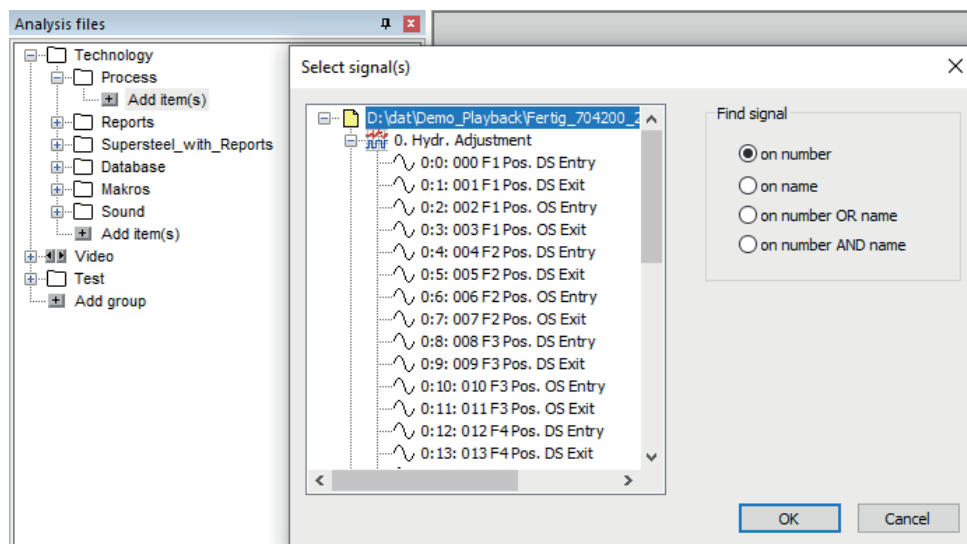 Analysis files
Technology
Process
Add item(s)
Reports
Supersteel_with_Reports
Database
Makros
Sound
Add item(s)
Video
Test
Add group
Select signal(s)
D:\dat\Demo_Playback\Fertig_704200_2
0. Hydr. Adjustment
0:0: 000 F1 Pos. DS Entry
0:1: 001 F1 Pos. DS Exit
0:2: 002 F1 Pos. OS Entry
0:3: 003 F1 Pos. OS Exit
0:4: 004 F2 Pos. DS Entry
0:5: 005 F2 Pos. DS Exit
0:6: 006 F2 Pos. OS Entry
0:7: 007 F2 Pos. OS Exit
0:8: 008 F3 Pos. DS Entry
0:9: 009 F3 Pos. DS Exit
0:10: 010 F3 Pos. OS Entry
0:11: 011 F3 Pos. OS Exit
0:12: 012 F4 Pos. DS Entry
0:13: 013 F4 Pos. DS Exit
Find signal
on number
on name
on number OR name
on number AND name
OK
Cancel